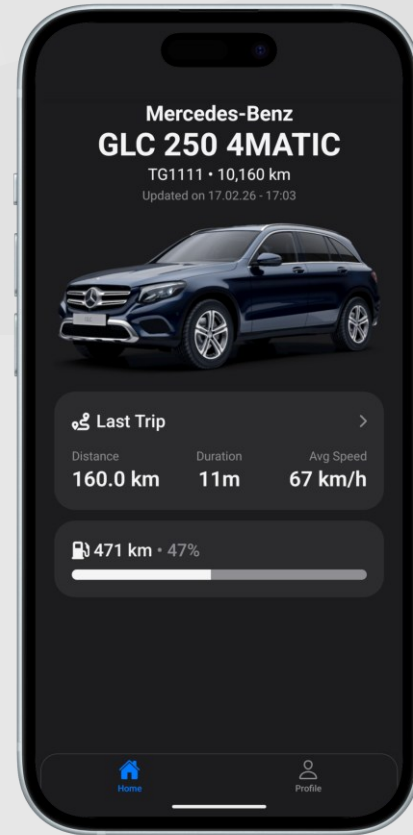 Mercedes-Benz
GLC 250 4MATIC
TG1111 • 10,160 km
Updated on 17.02.26 - 17:03
Last Trip
Distance Duration Avg Speed
160.0 km 11m 67 km/h
471 km • 47%
Home Profile